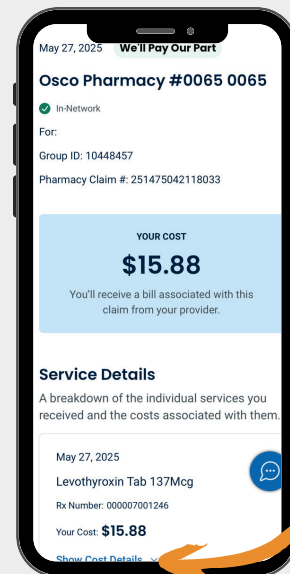 May 27, 2025 We'll Pay Our Part
Osco Pharmacy #0065 0065
In-Network
For:
Group ID: 10448457
Pharmacy Claim #: 251475042118033
YOUR COST
$15.88
You'll receive a bill associated with this
claim from your provider.
Service Details
A breakdown of the individual services you
received and the costs associated with them.
May 27, 2025
Levothyroxin Tab 137Mcg
Rx Number: 000007001246
Your Cost: $15.88
Show Cost Details